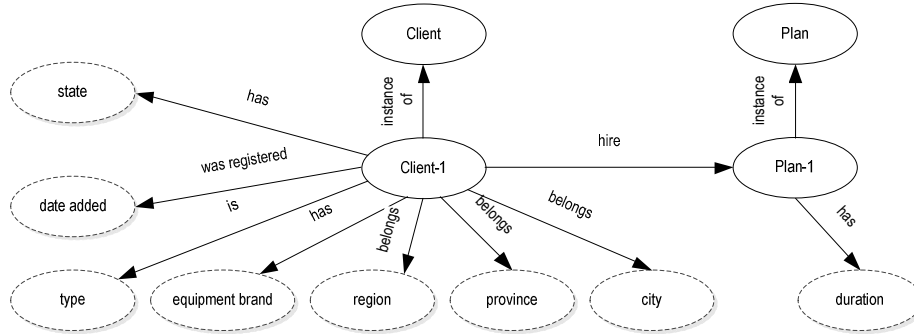 Client
Plan
state
has
instance
of
instance
of
was registered
hire
Client-1
Plan-1
date added
is
has
belongs
belongs
belongs
has
type
equipment brand
region
province
city
duration